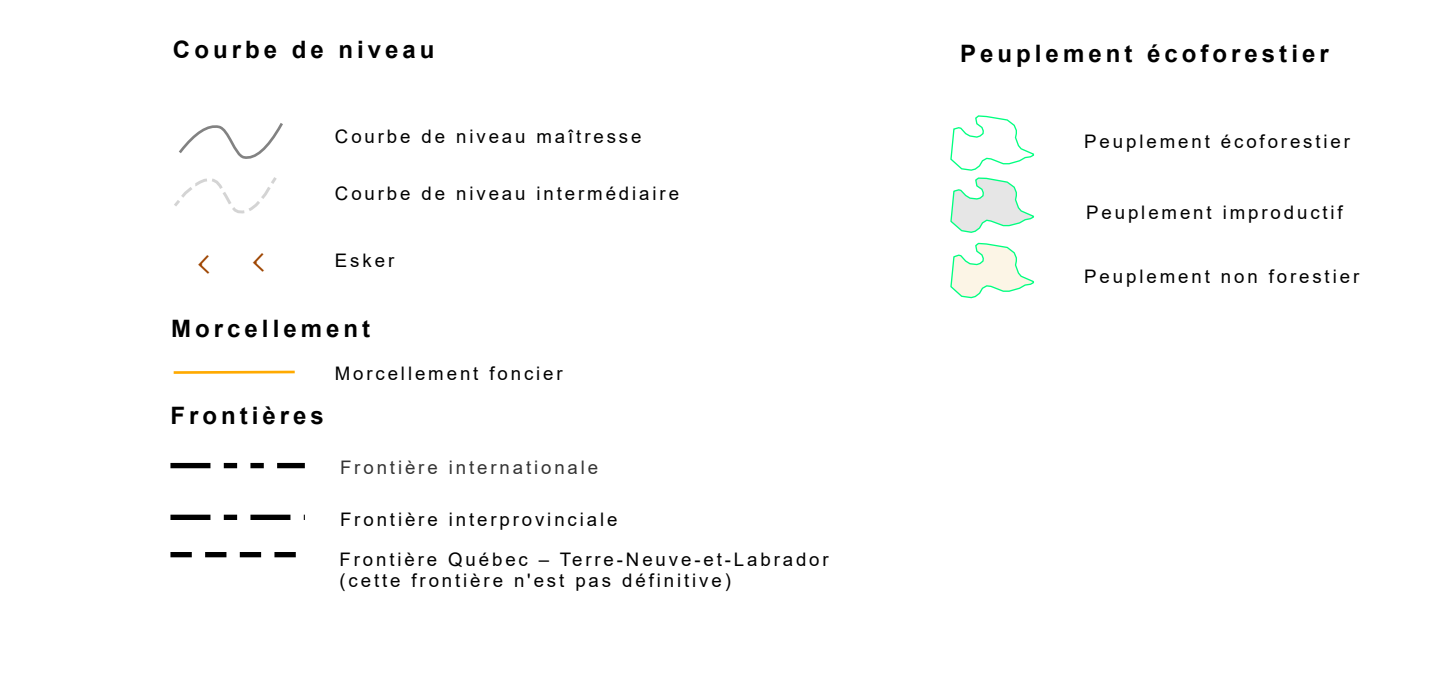 Courbe de niveau
Courbe de niveau maîtresse
Courbe de niveau intermédiaire
Esker
Morcellement
Morcellement foncier
Frontières
Frontière internationale
Frontière interprovinciale
Frontière Québec – Terre-Neuve-et-Labrador
(cette frontière n'est pas définitive)
Peuplement écoforestier
Peuplement écoforestier
Peuplement improductif
Peuplement non forestier